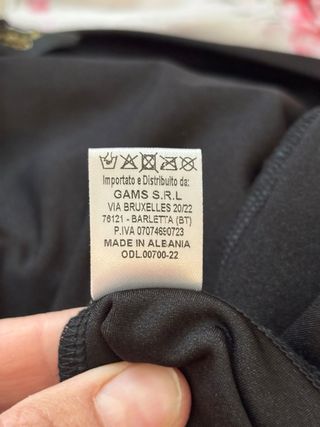 Importato e Distribuito da:
GAMS S.R.L
VIA BRUXELLES 20/22
76121 - BARLETTA (BT)
P.IVA 07074690723
MADE IN ALBANIA
ODL.00700-22